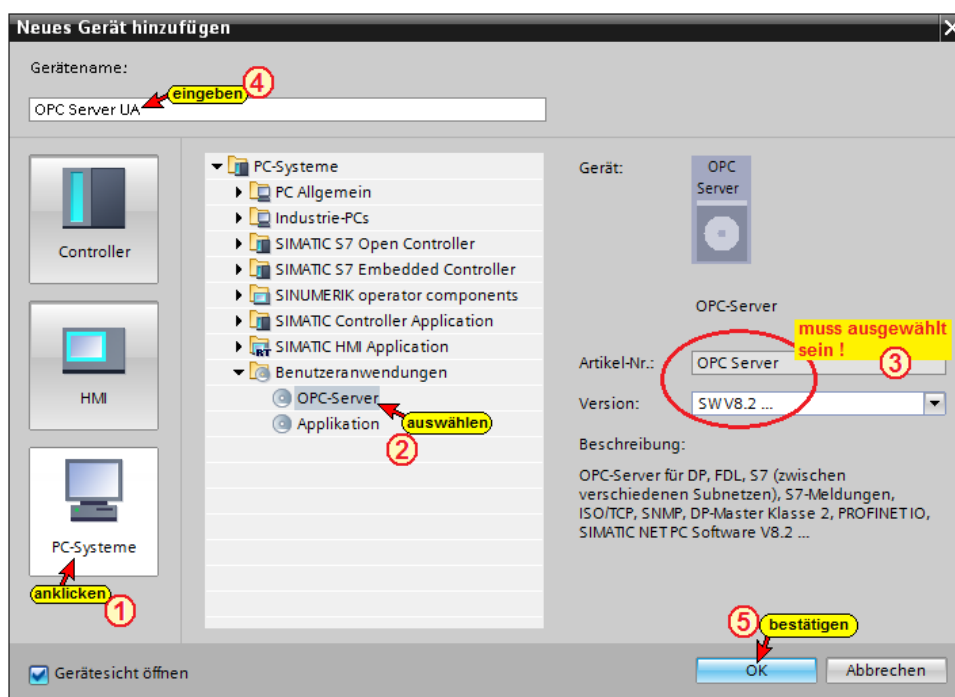 Neues Gerät hinzufügen
Gerätename:
eingeben
4
OPC Server UA
Controller
HMI
PC-Systeme
anklicken
1
PC-Systeme
PC Allgemein
Industrie-PCs
SIMATIC S7 Open Controller
SIMATIC S7 Embedded Controller
SINUMERIK operator components
SIMATIC Controller Application
RT SIMATIC HMI Application
Benutzeranwendungen
OPC-Server
Applikation
auswählen
2
Gerät:
OPC
Server
OPC-Server
muss ausgewählt
sein !
3
Artikel-Nr.: OPC Server
Version: SW V8.2 ...
Beschreibung:
OPC-Server für DP, FDL, S7 (zwischen
verschiedenen Subnetzen), S7-Meldungen,
ISO/TCP, SNMP, DP-Master Klasse 2, PROFINET IO,
SIMATIC NET PC Software V8.2 ...
5
bestätigen
Gerätesicht öffnen
OK
Abbrechen